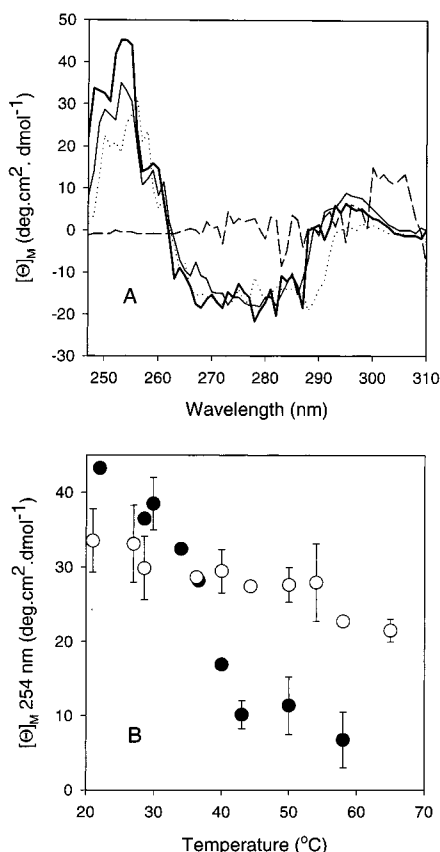 50
40
30
20
10
0
-10
-20
-30
[Θ]M (deg.cm².dmol⁻¹)
A
250 260 270 280 290 300 310
Wavelength (nm)
40
30
20
10
0
[Θ]M 254 nm (deg.cm².dmol⁻¹)
B
20 30 40 50 60 70
Temperature (°C)